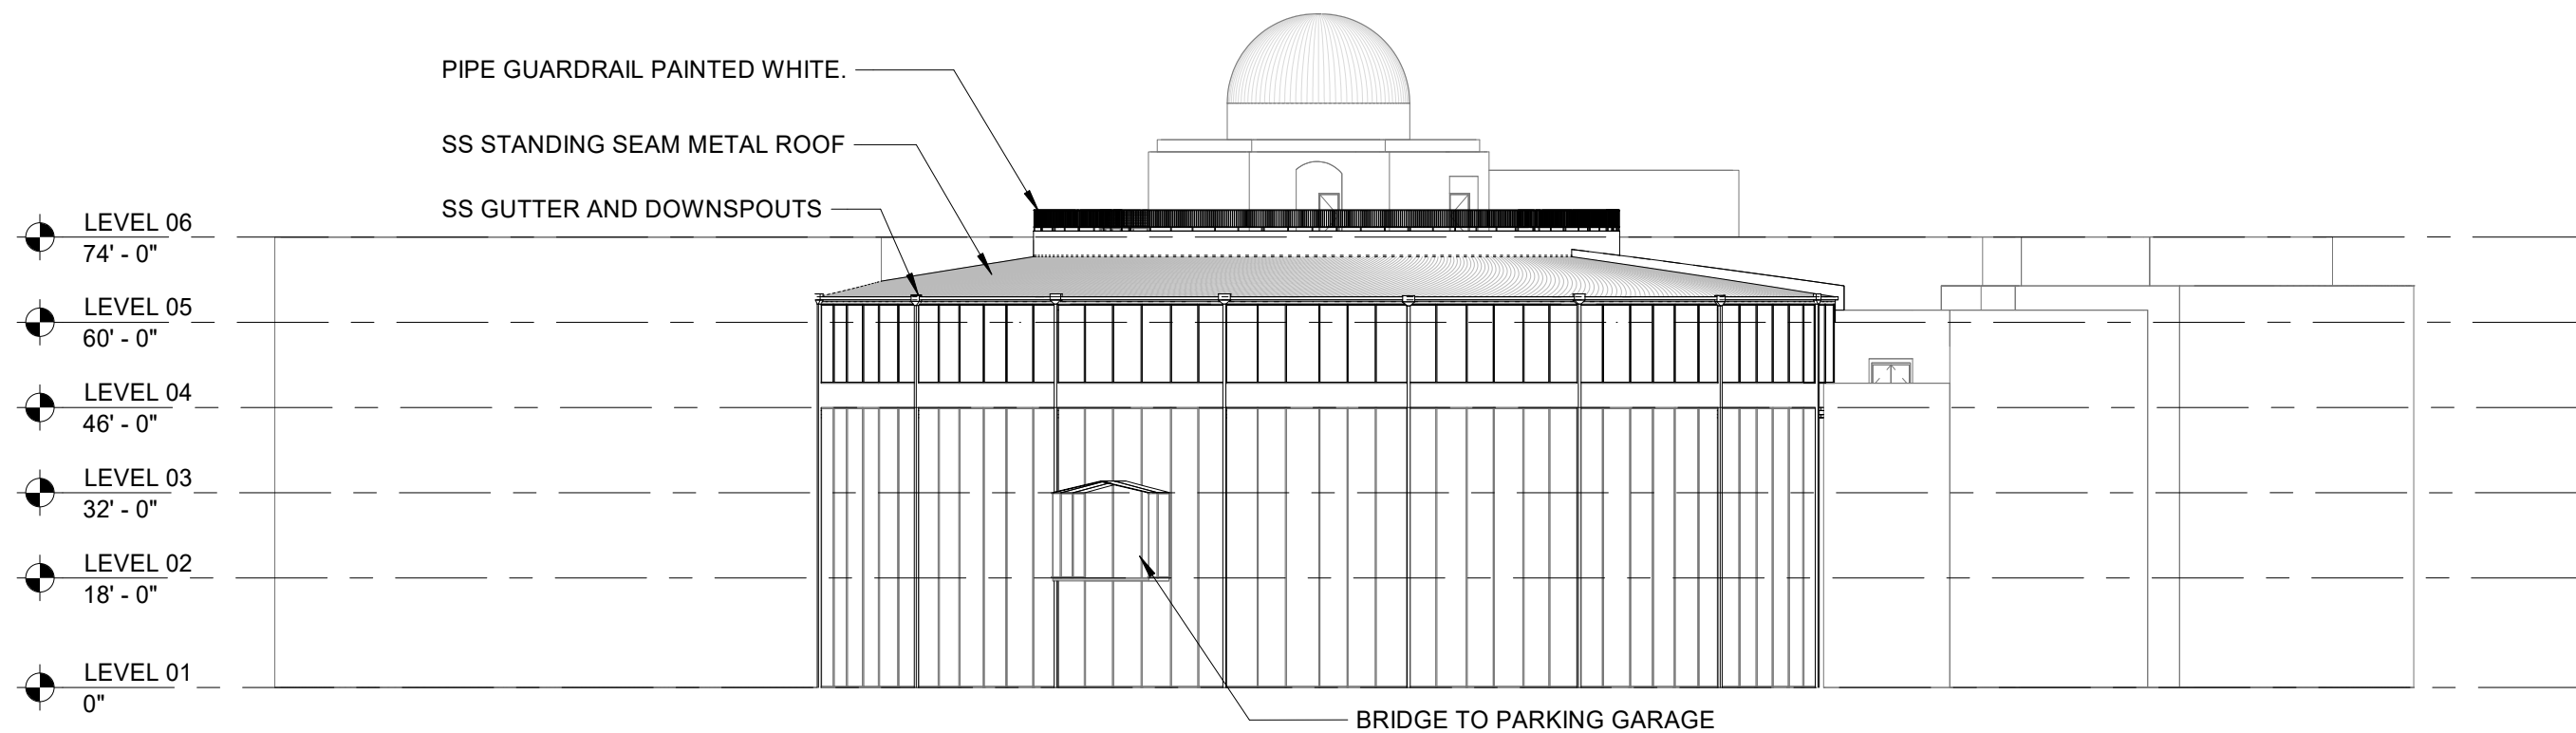 PIPE GUARDRAIL PAINTED WHITE.
SS STANDING SEAM METAL ROOF
SS GUTTER AND DOWNSPOUTS
LEVEL 06
74' - 0"
LEVEL 05
60' - 0"
LEVEL 04
46' - 0"
LEVEL 03
32' - 0"
LEVEL 02
18' - 0"
LEVEL 01
0"
BRIDGE TO PARKING GARAGE